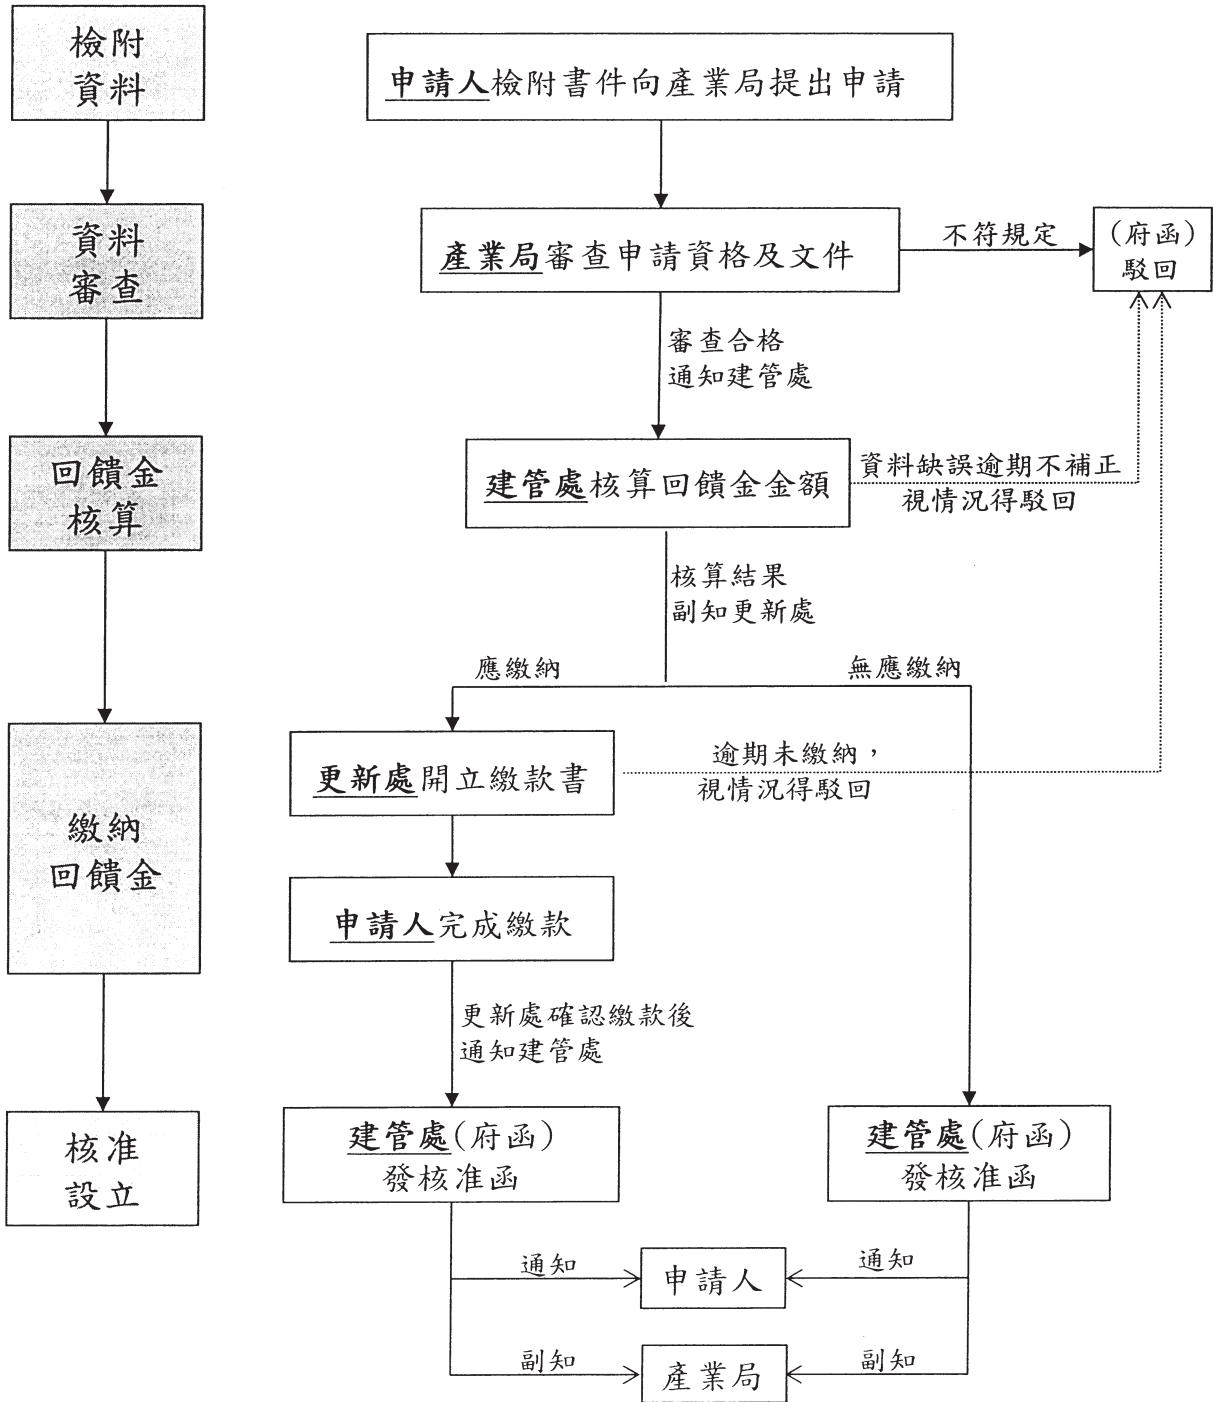 檢附
資料
申請人檢附書件向產業局提出申請
資料
審查
產業局審查申請資格及文件
不符規定
(府函)
駁回
審查合格
通知建管處
回饋金
核算
建管處核算回饋金金額
資料缺誤逾期不補正
視情況得駁回
核算結果
副知更新處
應繳納
無應繳納
繳納
回饋金
更新處開立繳款書
逾期未繳納，
視情況得駁回
申請人完成繳款
更新處確認繳款後
通知建管處
核准
設立
建管處(府函)
發核准函
建管處(府函)
發核准函
通知
申請人
通知
副知
產業局
副知